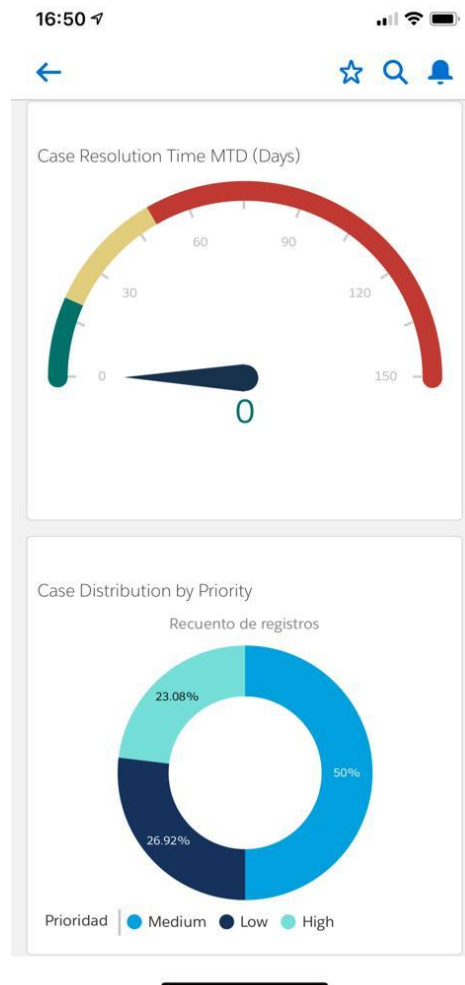 16:50
Case Resolution Time MTD (Days)
60 90
30 120
0 150
0
Case Distribution by Priority
Recuento de registros
23.08%
50%
26.92%
Prioridad Medium Low High